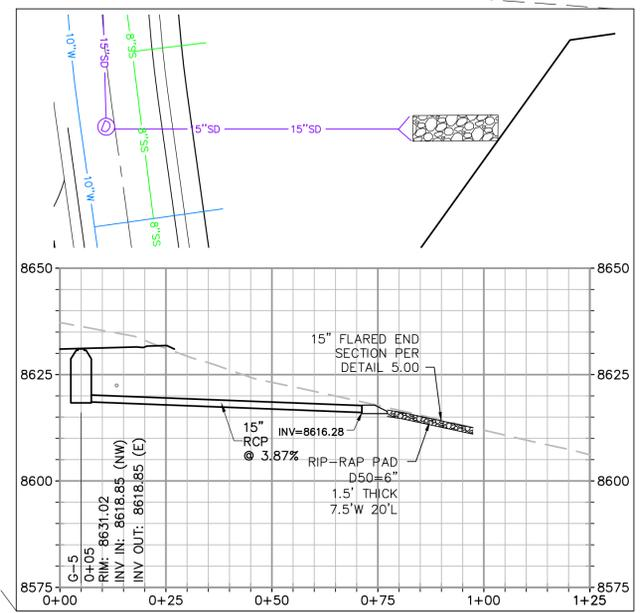 10"W
15"SD
8"SS
15"SD
15"SD
8"SS
10"W
8"SS
8650
8650
15" FLARED END
SECTION PER
DETAIL 5.00
8625
8625
15"
RCP
@ 3.87%
INV=8616.28
RIP-RAP PAD
D50=6"
1.5' THICK
7.5'W 20'L
8600
8600
G-5
0+05
RIM: 8631.02
INV IN: 8618.85 (NW)
INV OUT: 8618.85 (E)
8575
8575
0+00
0+25
0+50
0+75
1+00
1+25